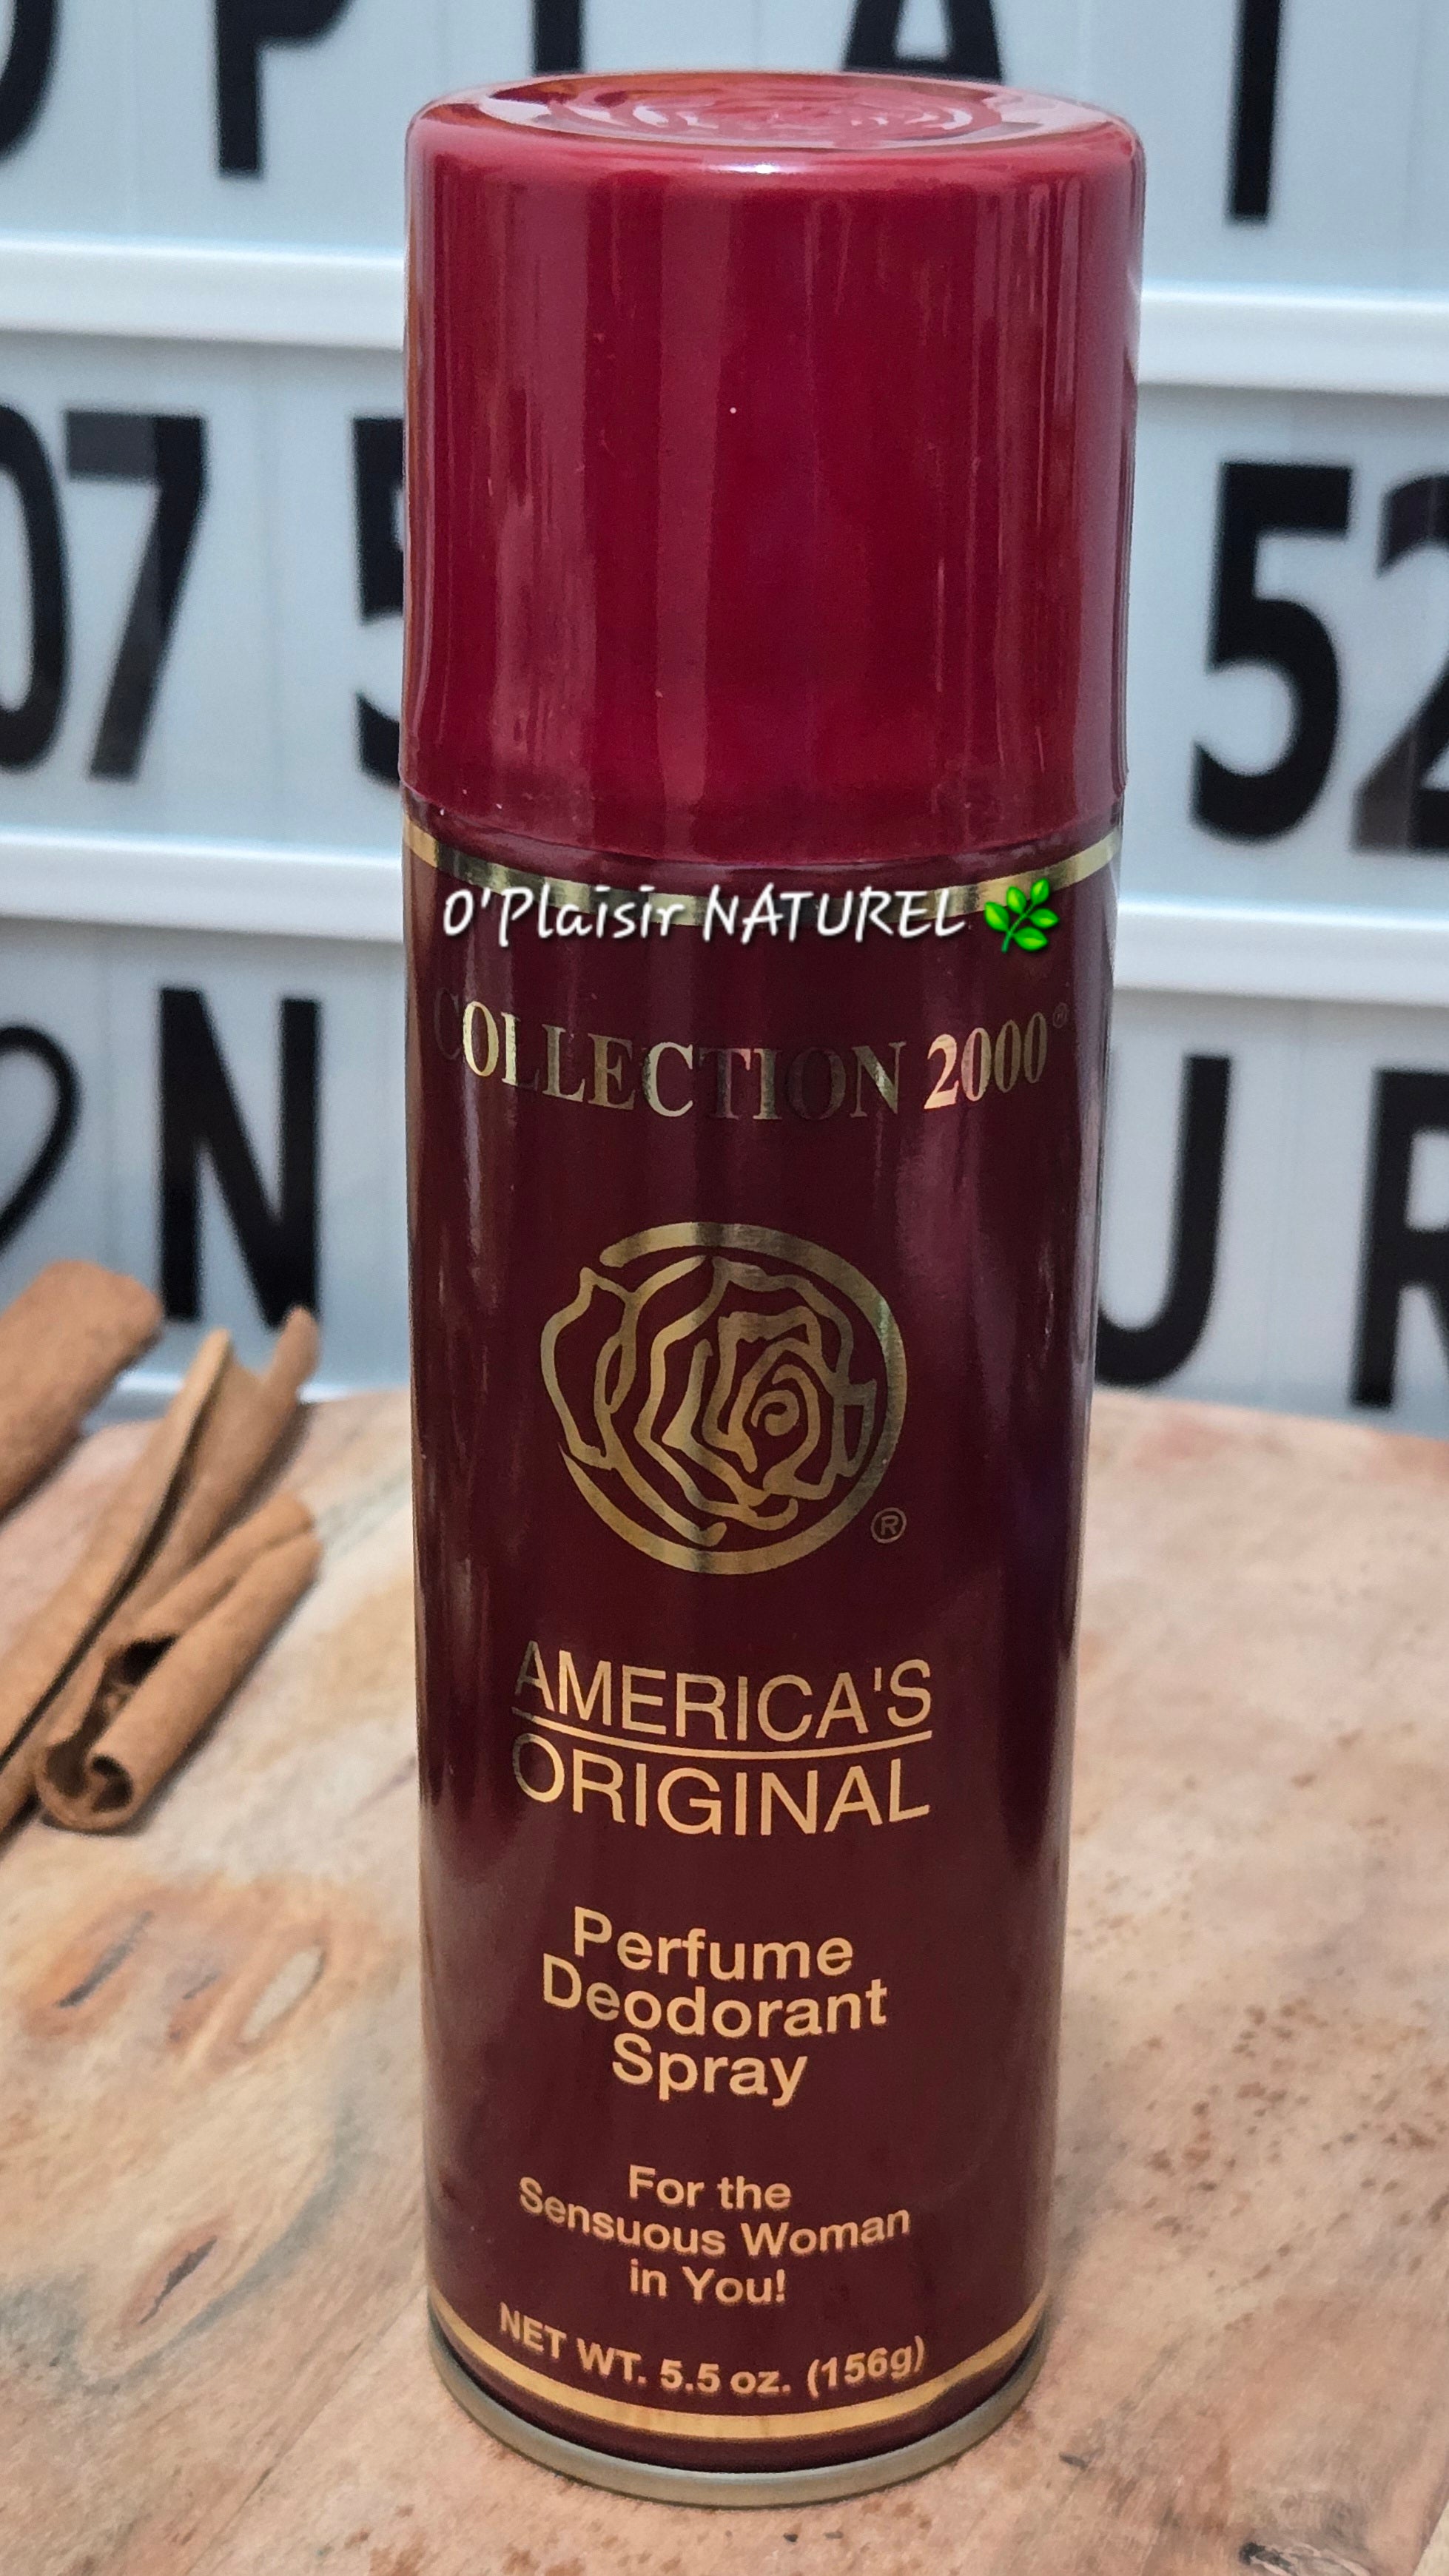 O'Plaisir NATUREL
COLLECTION 2000®
®
AMERICA'S
ORIGINAL
Perfume
Deodorant
Spray
For the
Sensuous Woman
in You!
NET WT. 5.5 oz. (156g)